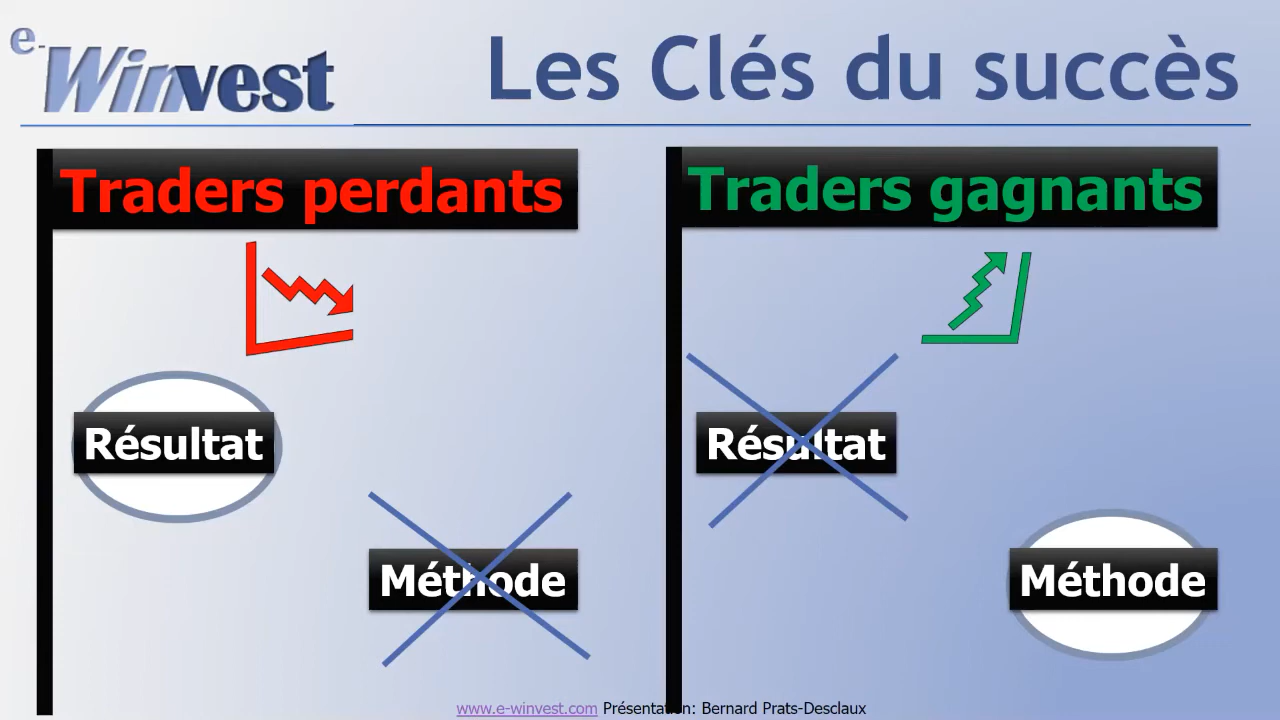 e-Winvest
Les Clés du succès
Traders perdants
Traders gagnants
Résultat
Méthode
Résultat
Méthode
www.e-winvest.com Présentation: Bernard Prats-Desclaux